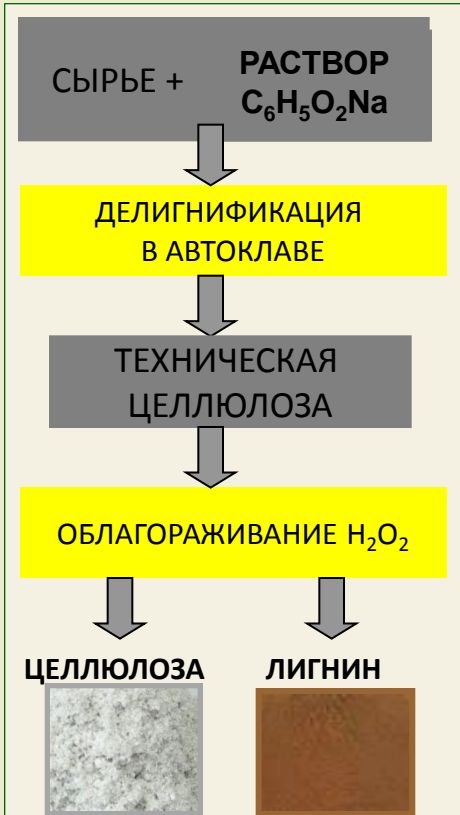 СЫРЬЕ + РАСТВОР
C₆H₅O₂Na
ДЕЛИГНИФИКАЦИЯ
В АВТОКЛАВЕ
ТЕХНИЧЕСКАЯ
ЦЕЛЛЮЛОЗА
ОБЛАГОРАЖИВАНИЕ H₂O₂
ЦЕЛЛЮЛОЗА
ЛИГНИН